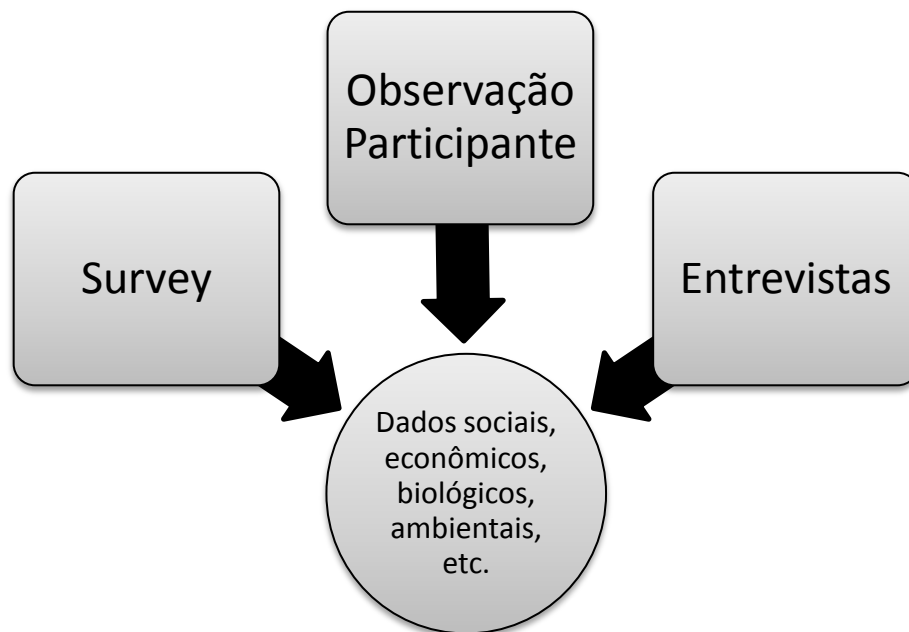 Observação
Participante
Survey
Entrevistas
Dados sociais,
econômicos,
biológicos,
ambientais,
etc.